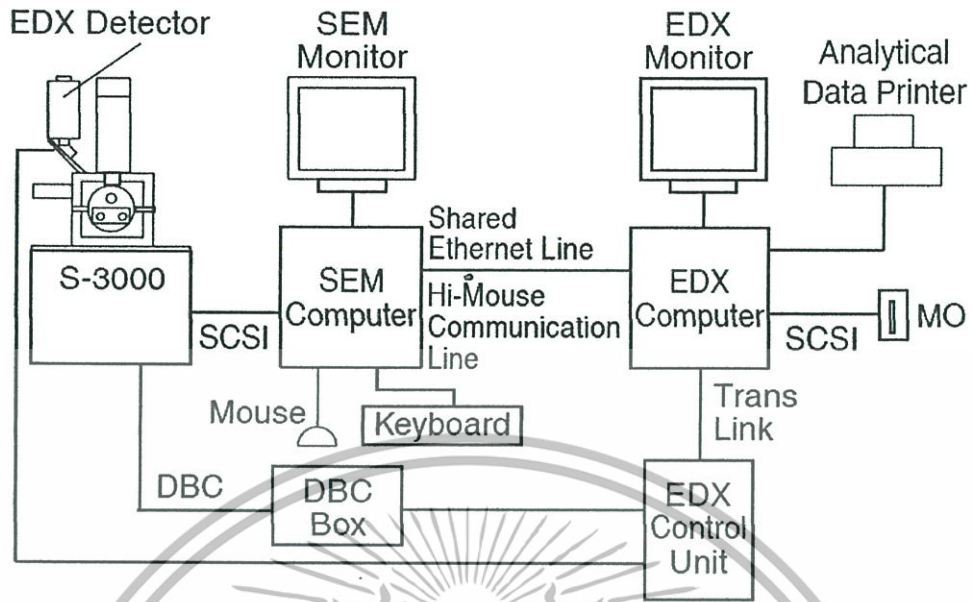 EDX Detector
SEM
Monitor
EDX
Monitor
Analytical
Data Printer
S-3000
SCSI
SEM
Computer
Shared
Ethernet Line
Hi-Mouse
Communication
Line
EDX
Computer
SCSI
MO
Mouse
Keyboard
Trans
Link
DBC
DBC
Box
EDX
Control
Unit